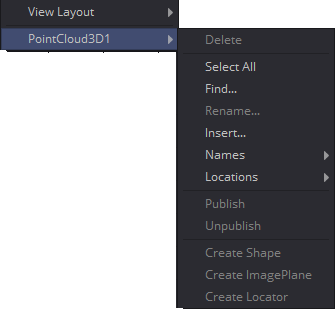 View Layout
PointCloud3D1
Delete
Select All
Find...
Rename...
Insert...
Names
Locations
Publish
Unpublish
Create Shape
Create ImagePlane
Create Locator